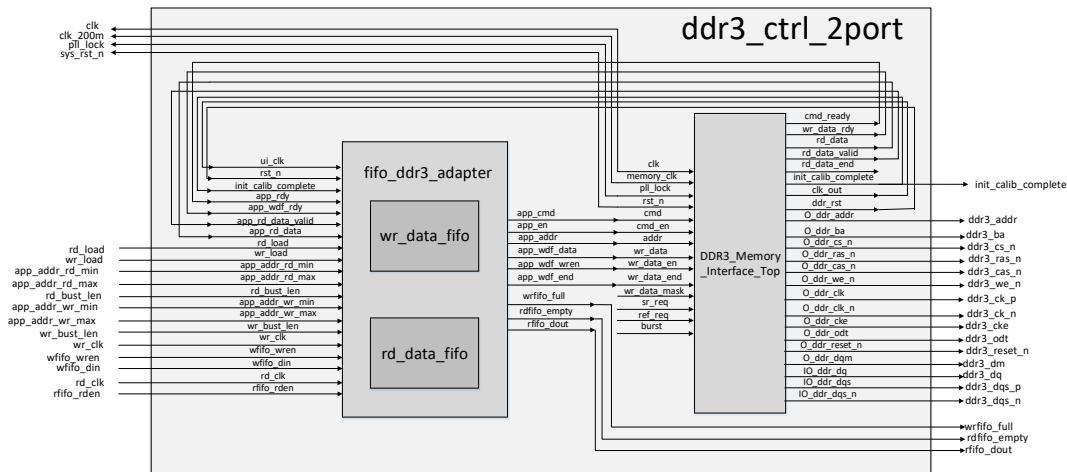 ddr3_ctrl_2port
clk
clk_200m
pll_lock
sys_rst_n
rd_load
wr_load
app_addr_rd_min
app_addr_rd_max
rd_bust_len
app_addr_wr_min
app_addr_wr_max
wr_bust_len
wr_clk
wfifo_wren
wfifo_din
rd_clk
rfifo_rden
ui_clk
rst_n
init_calib_complete
app_rdy
app_wdf_rdy
app_rd_data_valid
app_rd_data
rd_load
wr_load
app_addr_rd_min
app_addr_rd_max
rd_bust_len
app_addr_wr_min
app_addr_wr_max
wr_bust_len
wr_clk
wfifo_wren
wfifo_din
rd_clk
rfifo_rden
fifo_ddr3_adapter
wr_data_fifo
rd_data_fifo
app_cmd
app_en
app_addr
app_wdf_data
app_wdf_wren
app_wdf_end
wrfifo_full
rdfifo_empty
rfifo_dout
clk
memory_clk
pll_lock
rst_n
cmd
cmd_en
addr
wr_data
wr_data_en
wr_data_end
wr_data_mask
sr_req
ref_req
burst
DDR3_Memory
_Interface_Top
cmd_ready
wr_data_rdy
rd_data
rd_data_valid
rd_data_end
init_calib_complete
clk_out
ddr_rst
O_ddr_addr
O_ddr_ba
O_ddr_cs_n
O_ddr_ras_n
O_ddr_cas_n
O_ddr_we_n
O_ddr_clk
O_ddr_clk_n
O_ddr_cke
O_ddr_odt
O_ddr_reset_n
O_ddr_dqm
IO_ddr_dq
IO_ddr_dqs
IO_ddr_dqs_n
init_calib_complete
ddr3_addr
ddr3_ba
ddr3_cs_n
ddr3_ras_n
ddr3_cas_n
ddr3_we_n
ddr3_ck_p
ddr3_ck_n
ddr3_cke
ddr3_odt
ddr3_reset_n
ddr3_dm
ddr3_dq
ddr3_dqs_p
ddr3_dqs_n
wrfifo_full
rdfifo_empty
rfifo_dout